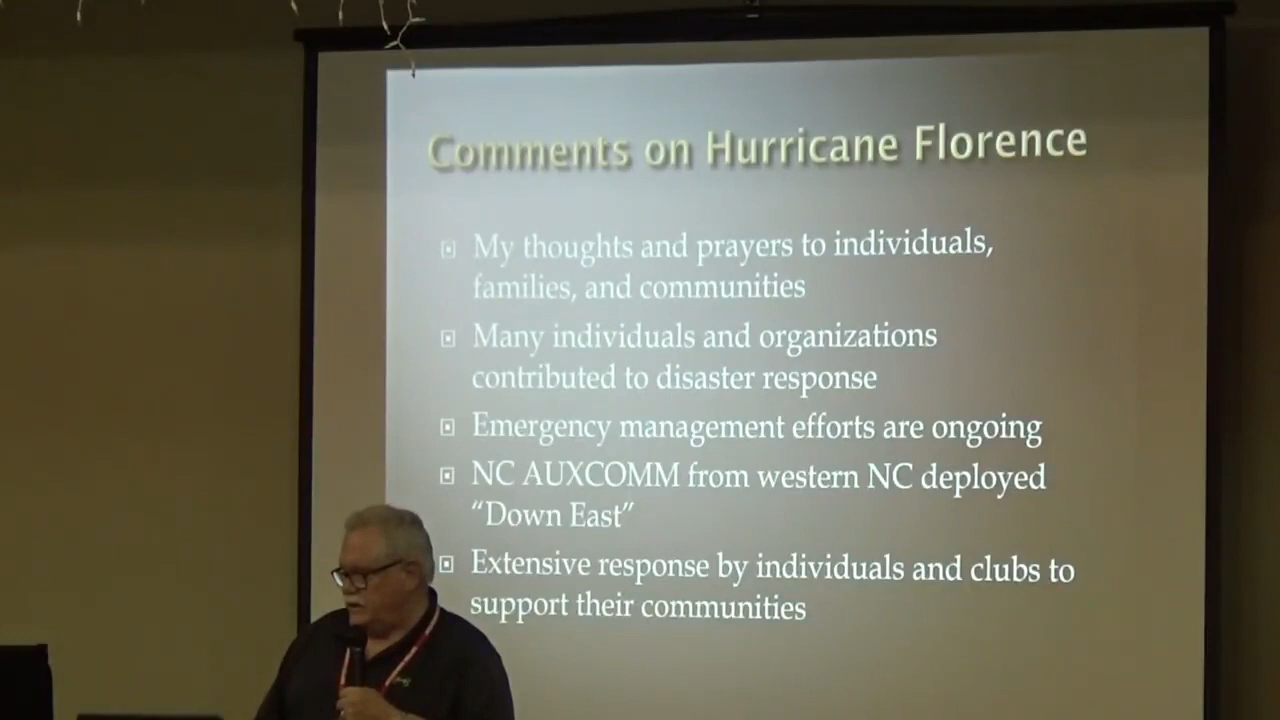 Comments on Hurricane Florence
My thoughts and prayers to individuals,
families, and communities
Many individuals and organizations
contributed to disaster response
Emergency management efforts are ongoing
NC AUXCOMM from western NC deployed
“Down East”
Extensive response by individuals and clubs to
support their communities